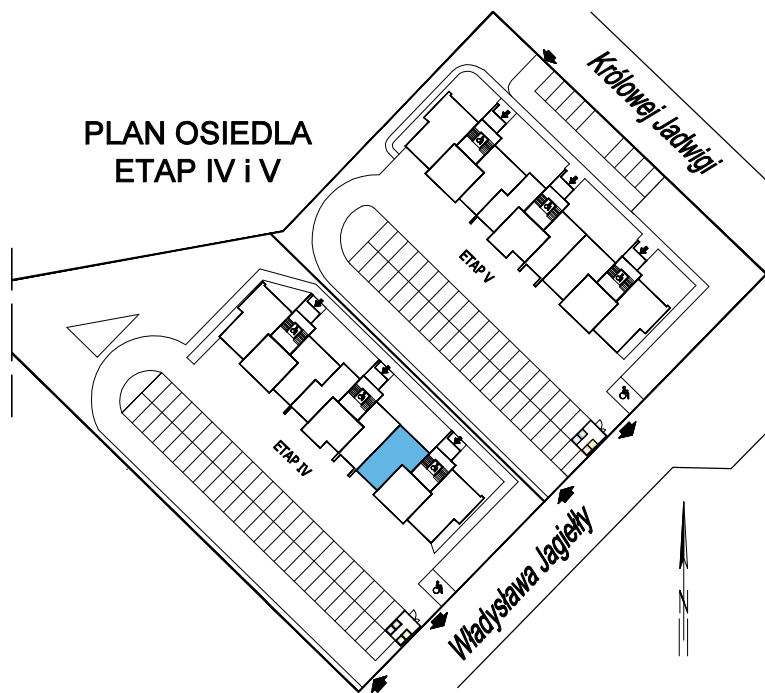 PLAN OSIEDLA
ETAP IV i V
Królowej Jadwigi
ETAP V
ETAP IV
Władysława Jagiełły
N